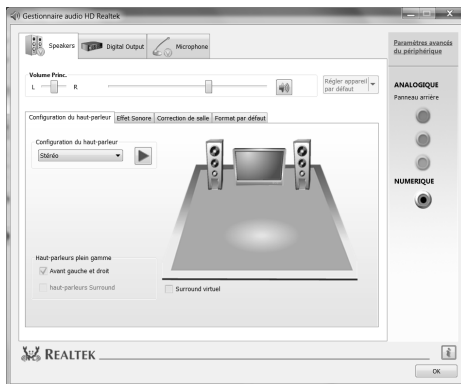 Gestionnaire audio HD Realtek
Speakers
Digital Output
Microphone
Paramètres avancés
du périphérique
Volume Princ.
L
R
Régler appareil
par défaut
ANALOGIQUE
Panneau arrière
Configuration du haut-parleur
Effet Sonore
Correction de salle
Format par défaut
Configuration du haut-parleur
Stéréo
NUMERIQUE
Haut-parleurs plein gamme
Avant gauche et droit
haut-parleurs Surround
Surround virtuel
REALTEK
OK